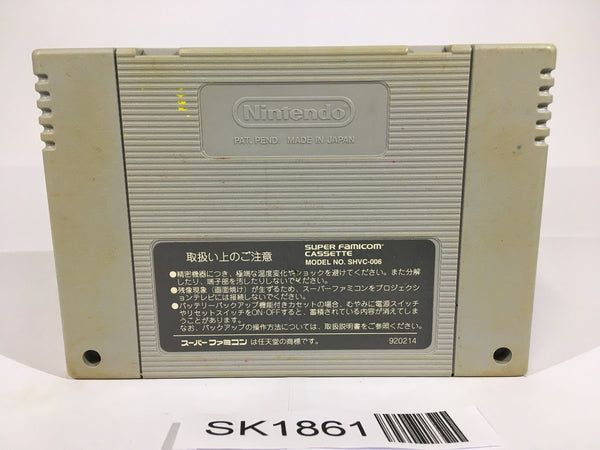 Nintendo
PAT. PEND. MADE IN JAPAN
取扱い上のご注意
SUPER FAMICOM
CASSETTE
MODEL NO. SHVC-006
●精密機器につき、極端な温度変化やショックを避けてください。また分解
したり、端子部を汚したりしないでください。
●残像現象(画面焼け)が生ずるため、スーパーファミコンをプロジェクシ
ョンテレビには接続しないでください。
●バッテリーバックアップ機能付きカセットの場合、むやみに電源スイッチ
やリセットスイッチをON·OFFすると、蓄積されている内容が消えてしま
うことがあります。
なお、バックアップの操作方法については、取扱説明書をご参照ください。
スーパーファミコン は任天堂の商標です。
920214
SK1861